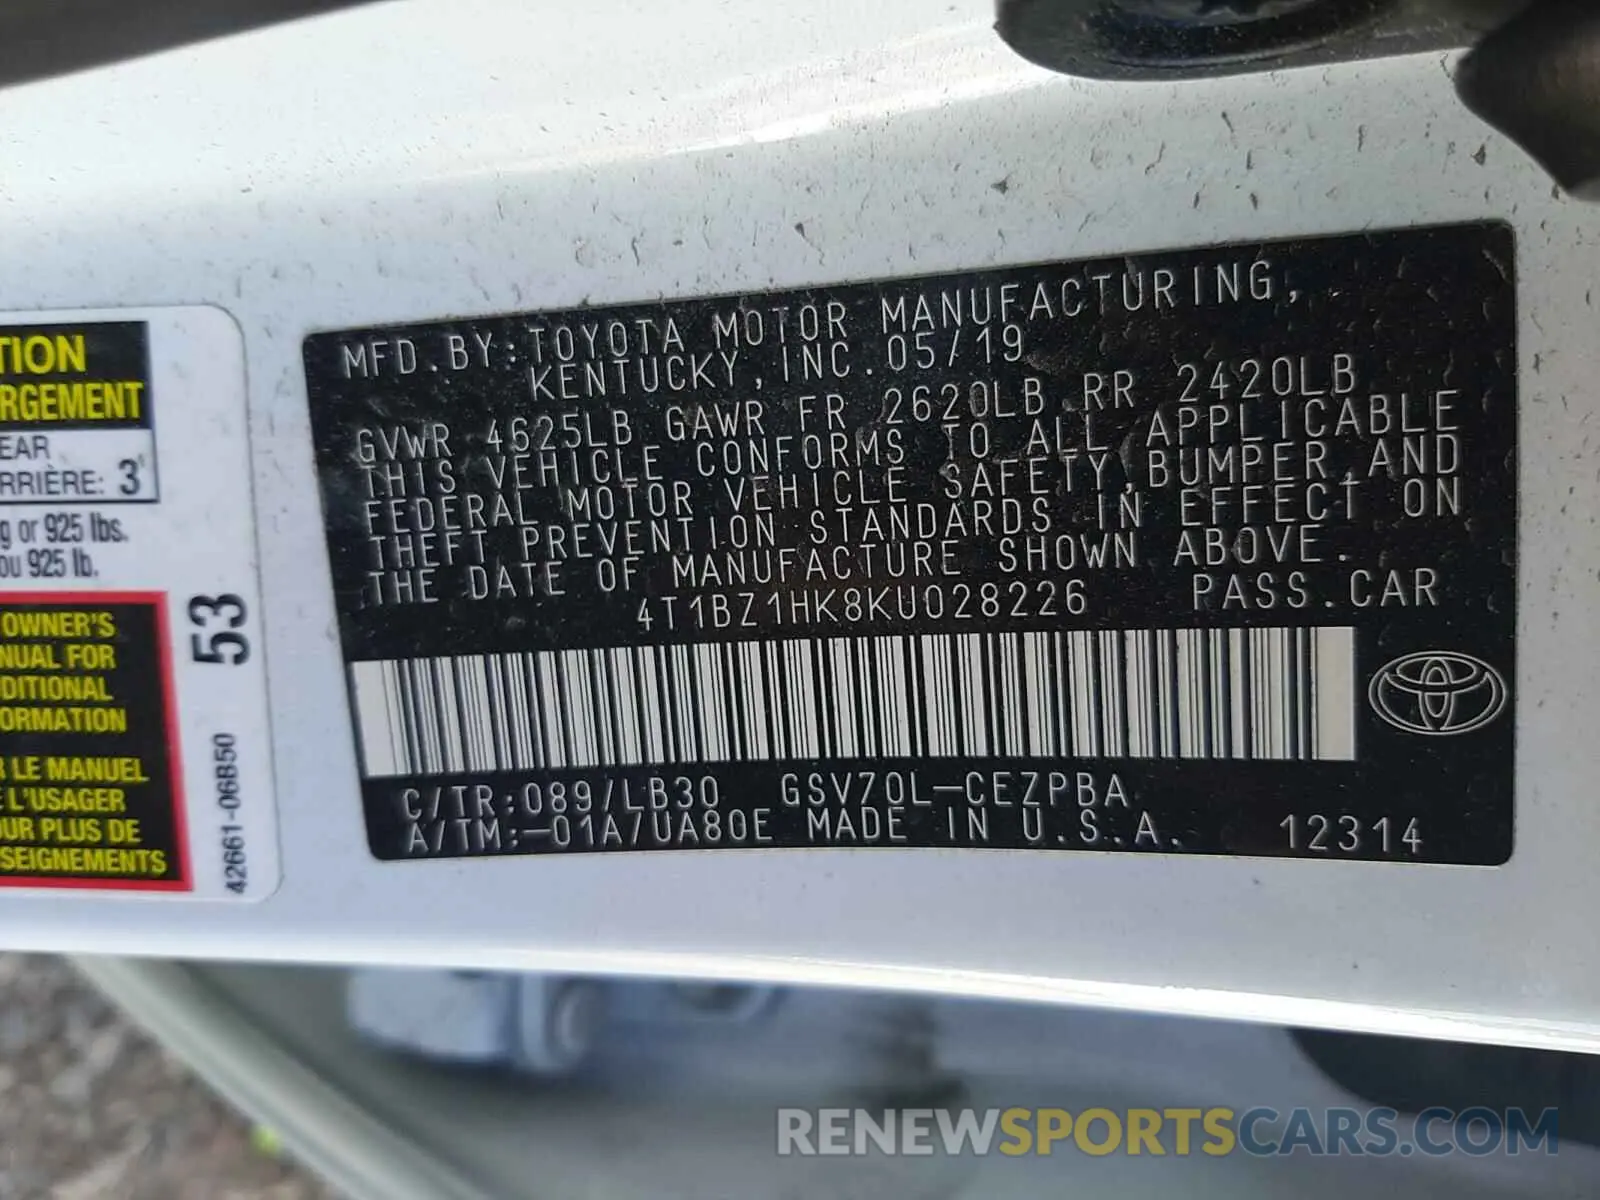 TION
RGEMENT
EAR
RRIÈRE: 3
g or 925 lbs.
ou 925 lb.
OWNER'S
NUAL FOR
DITIONAL
ORMATION
R LE MANUEL
E L'USAGER
OUR PLUS DE
SEIGNEMENTS
53
42661-06B50
MFD.BY:TOYOTA MOTOR MANUFACTURING,
KENTUCKY,INC.05/19
GVWR 4625LB GAWR FR 2620LB RR 2420LB
THIS VEHICLE CONFORMS TO ALL APPLICABLE
FEDERAL MOTOR VEHICLE SAFETY,BUMPER,AND
THEFT PREVENTION STANDARDS IN EFFECT ON
THE DATE OF MANUFACTURE SHOWN ABOVE.
4T1BZ1HK8KU028226 PASS.CAR
C/TR:089/LB30 GSV70L-CEZPBA
A/TM:-01A/UA80E MADE IN U.S.A. 12314
RENEWSPORTSCARS.COM